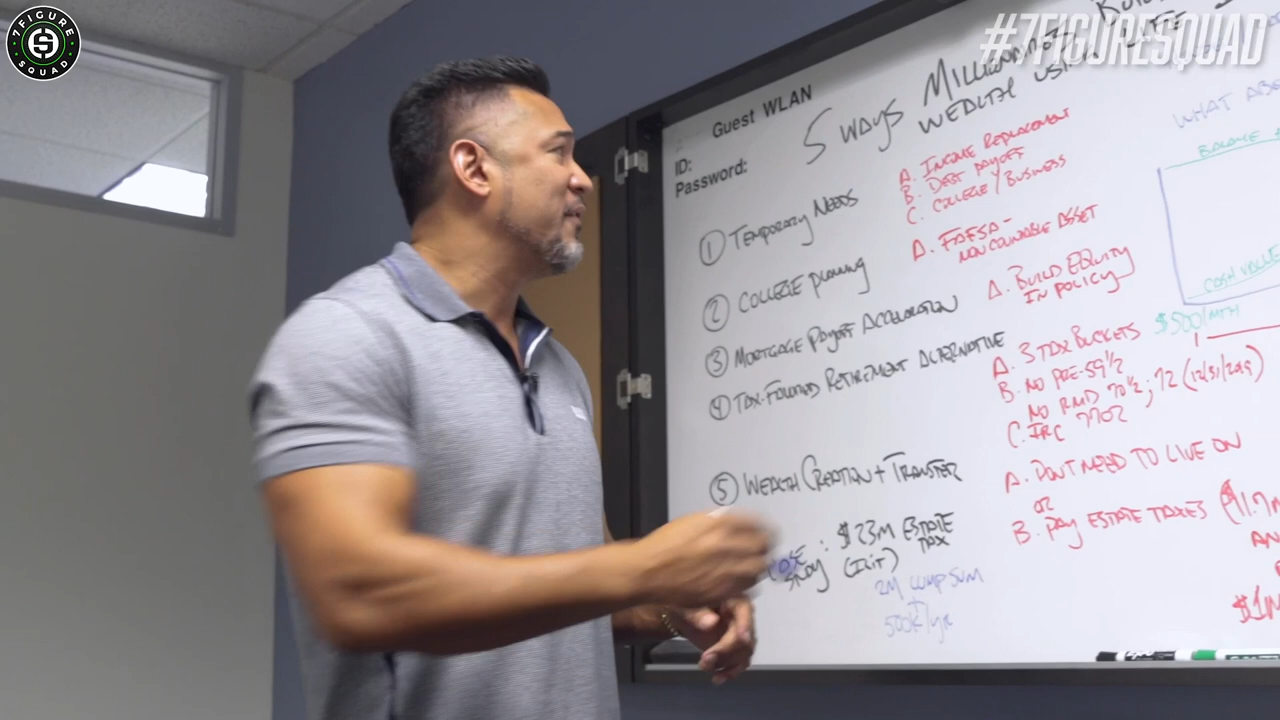 7FIGURE
SQUAD
#7FIGURESQUAD
Guest WLAN
ID:
Password:
5 WAYS MILLIONAIRES BUILD
WEALTH USING LIFE
① TEMPORARY NEEDS
A. INCOME REPLACEMENT
B. DEBT PAYOFF
C. COLLEGE/BUSINESS
② COLLEGE PLANNING
A. FAFSA -
NON COUNTABLE ASSET
③ MORTGAGE PAYOFF ACCELERATION
A. BUILD EQUITY
IN POLICY
④ TAX-FAVORED RETIREMENT ALTERNATIVE
A. 3 TAX BUCKETS
B. NO PRE-59½
NO RMD 70½; 72 (12/31/2019)
C. IRC 7702
⑤ WEALTH CREATION + TRANSFER
A. DON'T NEED TO LIVE ON
OR
B. PAY ESTATE TAXES
CASE STUDY: $23M ESTATE TAX
(ILIT)
2M LUMP SUM
500K/yr
WHAT
BALANCE
CASH VALUE
$500/MTH